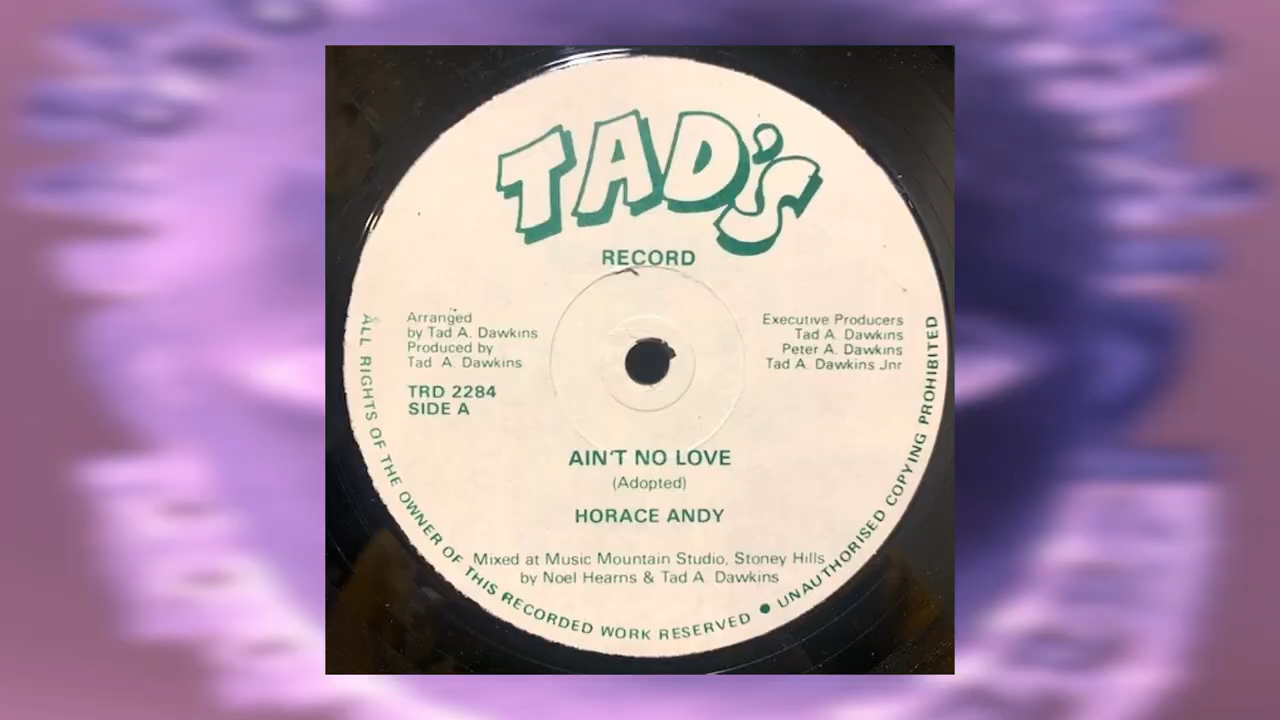 TAD'S
RECORD
Arranged
by Tad A. Dawkins
Produced by
Tad A. Dawkins
TRD 2284
SIDE A
Executive Producers
Tad A. Dawkins
Peter A. Dawkins
Tad A. Dawkins Jnr
AIN'T NO LOVE
(Adopted)
HORACE ANDY
Mixed at Music Mountain Studio, Stoney Hills
by Noel Hearns & Tad A. Dawkins
ALL RIGHTS OF THE OWNER OF THIS RECORDED WORK RESERVED • UNAUTHORISED COPYING PROHIBITED